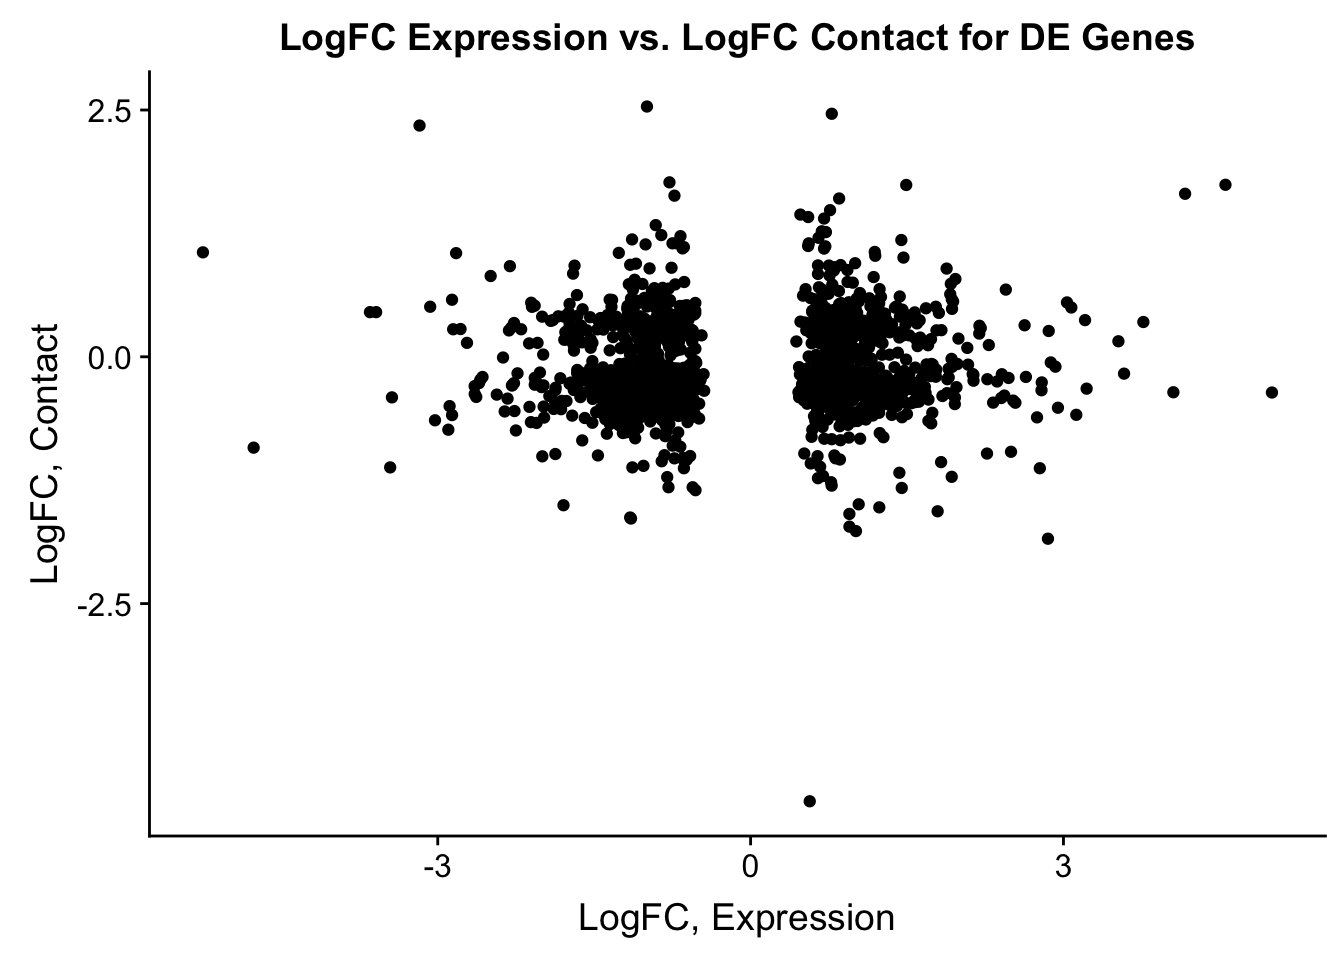 LogFC Expression vs. LogFC Contact for DE Genes
2.5
0.0
-2.5
LogFC, Contact
-3 0 3
LogFC, Expression